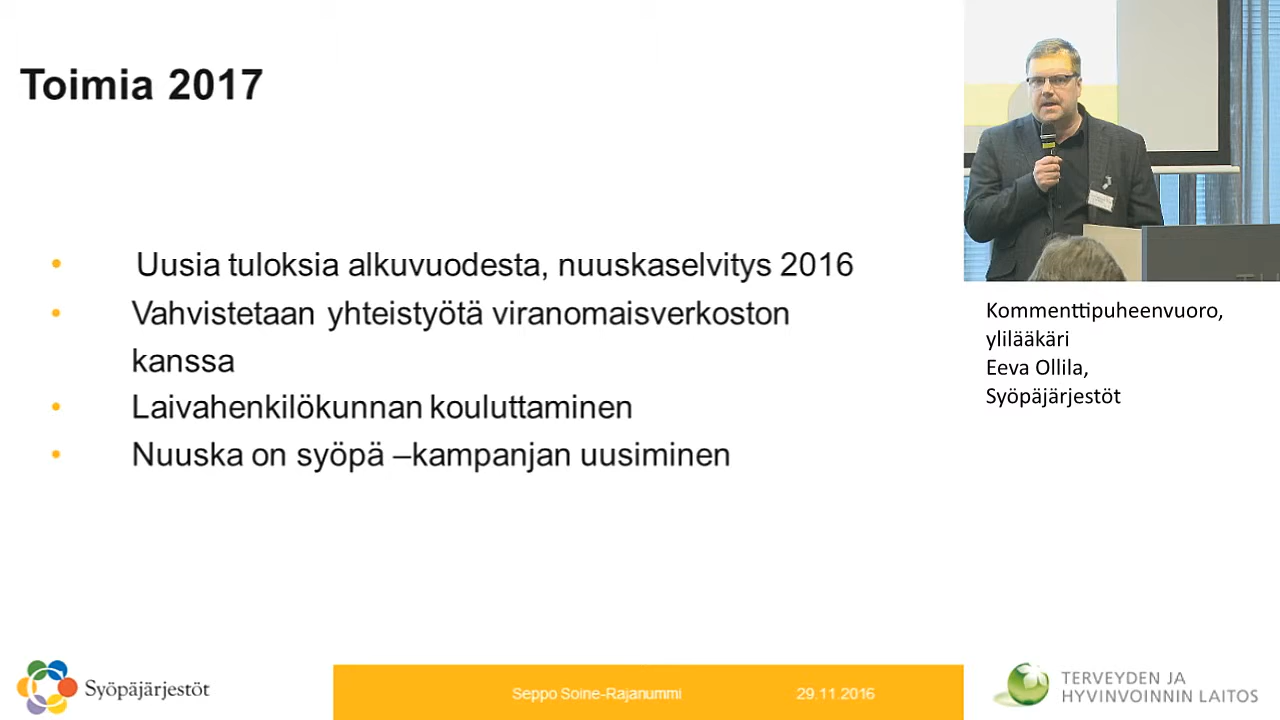 Toimia 2017
• Uusia tuloksia alkuvuodesta, nuuskaselvitys 2016
• Vahvistetaan yhteistyötä viranomaisverkoston
kanssa
• Laivahenkilökunnan kouluttaminen
• Nuuska on syöpä –kampanjan uusiminen
Kommenttipuheenvuoro,
ylilääkäri
Eeva Ollila,
Syöpäjärjestöt
Syöpäjärjestöt
Seppo Soine-Rajanummi 29.11.2016
TERVEYDEN JA
HYVINVOINNIN LAITOS